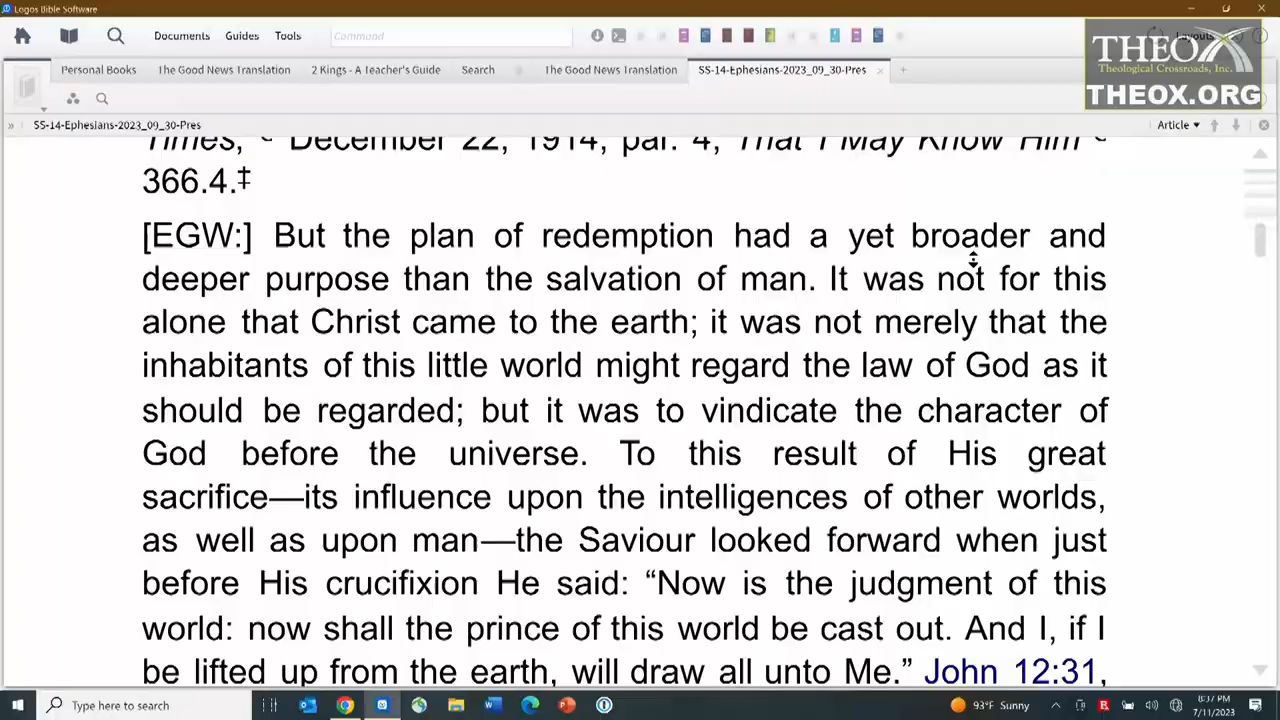 Logos Bible Software
Documents Guides Tools Command Layouts
THEOX
Theological Crossroads, Inc.
THEOX.ORG
Personal Books The Good News Translation 2 Kings - A Teacher's Gui The Good News Translation SS-14-Ephesians-2023_09_30-Pres
SS-14-Ephesians-2023_09_30-Pres Article
Times, December 22, 1914, par. 4; That I May Know Him
366.4.‡
[EGW:] But the plan of redemption had a yet broader and
deeper purpose than the salvation of man. It was not for this
alone that Christ came to the earth; it was not merely that the
inhabitants of this little world might regard the law of God as it
should be regarded; but it was to vindicate the character of
God before the universe. To this result of His great
sacrifice—its influence upon the intelligences of other worlds,
as well as upon man—the Saviour looked forward when just
before His crucifixion He said: “Now is the judgment of this
world: now shall the prince of this world be cast out. And I, if I
be lifted up from the earth, will draw all unto Me.” John 12:31,
Type here to search
93°F Sunny
8:37 PM
7/11/2023